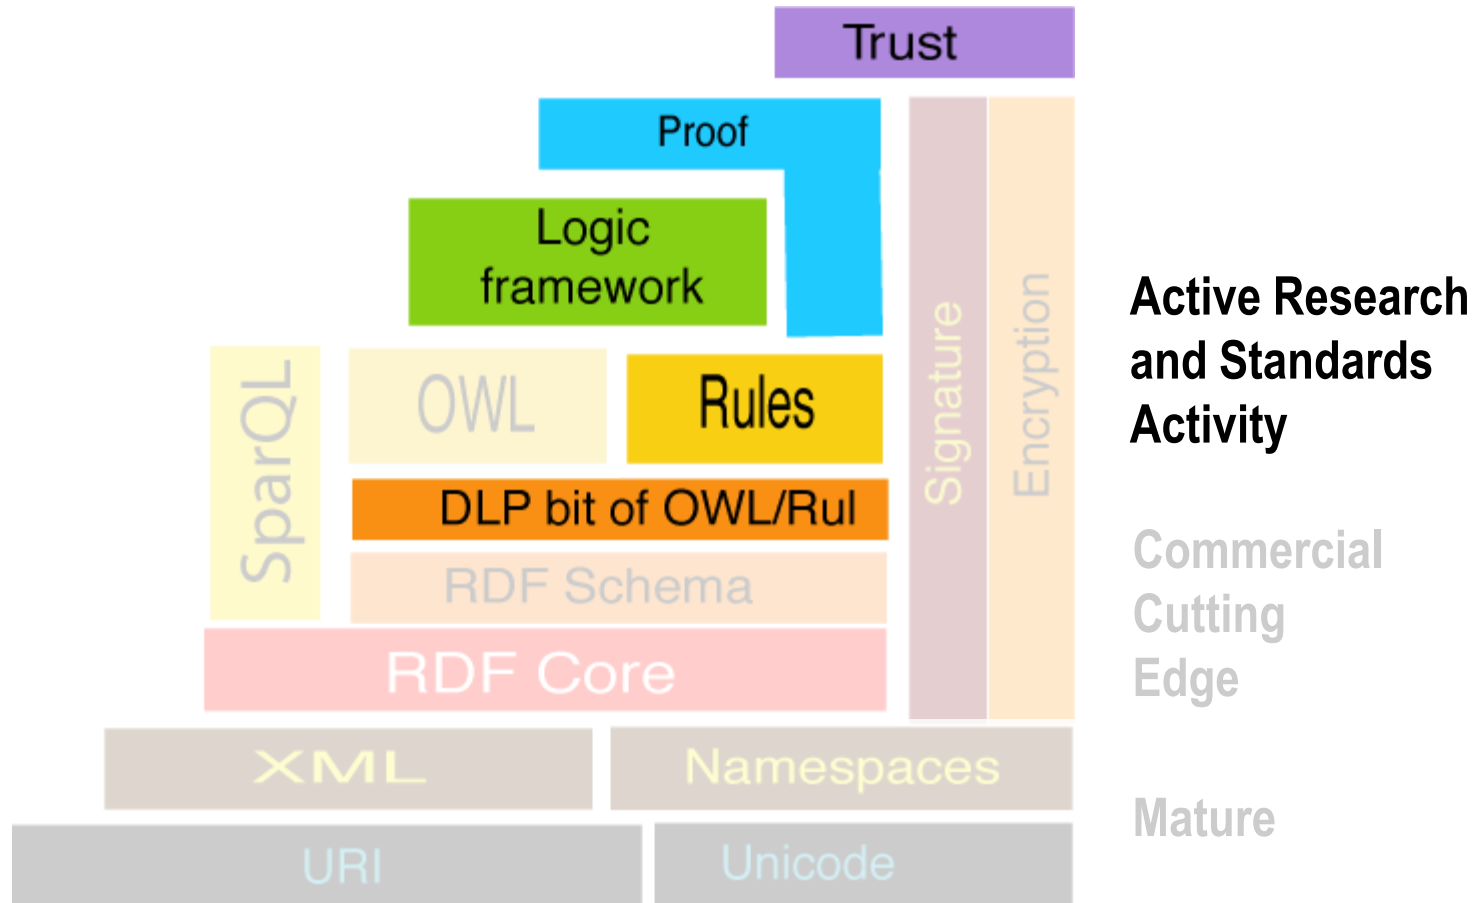 Trust
Proof
Logic
framework
SparQL
OWL
Rules
DLP bit of OWL/Rul
RDF Schema
RDF Core
Signature
Encryption
XML
Namespaces
URI
Unicode
Active Research
and Standards
Activity
Commercial
Cutting
Edge
Mature